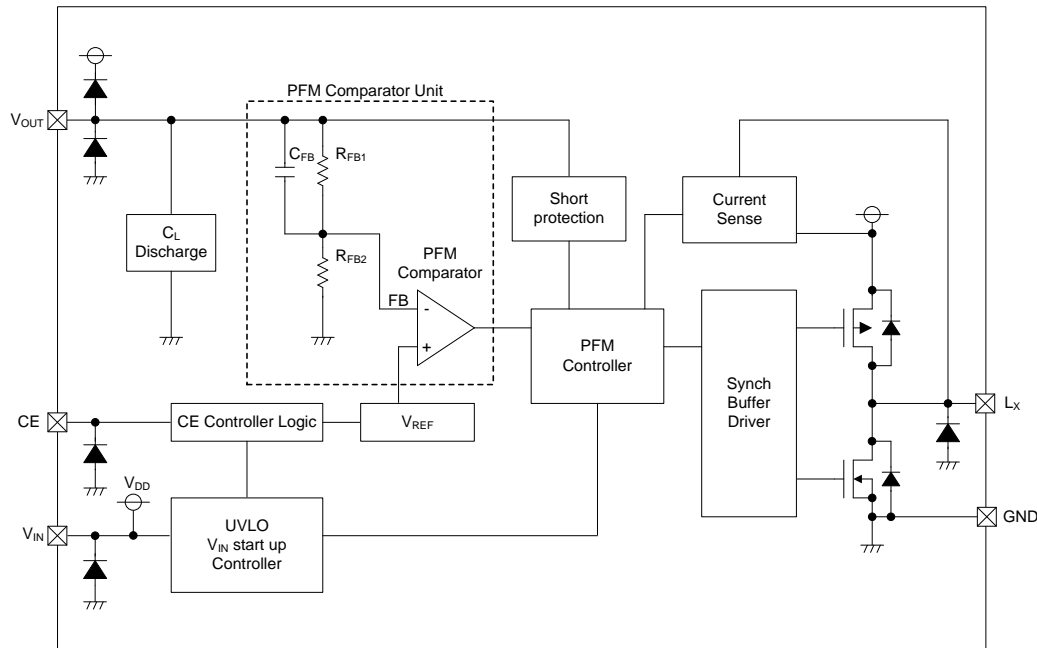 PFM Comparator Unit
VOUT
CFB
RFB1
Short
protection
Current
Sense
CL
Discharge
RFB2
PFM
Comparator
FB
-
+
PFM
Controller
Synch
Buffer
Driver
CE
CE Controller Logic
VREF
LX
VDD
VIN
UVLO
VIN start up
Controller
GND